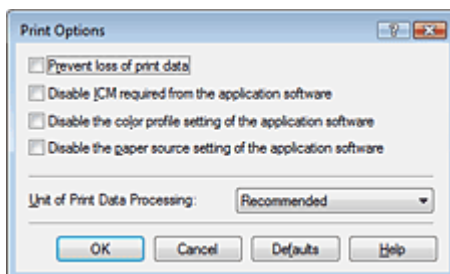 Print Options
Prevent loss of print data
Disable ICM required from the application software
Disable the color profile setting of the application software
Disable the paper source setting of the application software
Unit of Print Data Processing: Recommended
OK Cancel Defaults Help